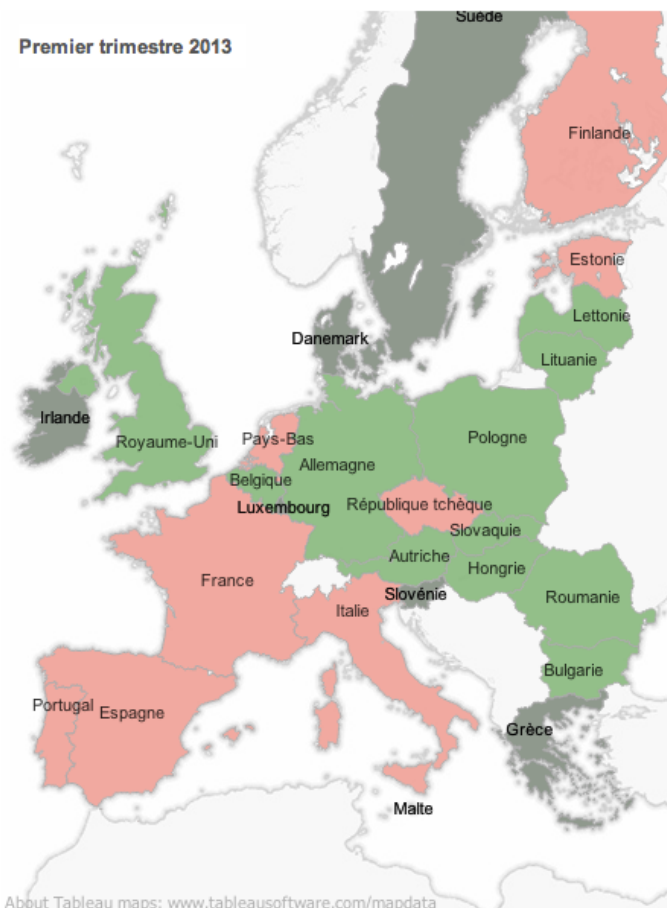 Suède
Premier trimestre 2013
Finlande
Estonie
Lettonie
Danemark
Lituanie
Irlande
Royaume-Uni
Pays-Bas
Pologne
Allemagne
Belgique
Luxembourg
République tchèque
Slovaquie
Autriche
Hongrie
France
Slovénie
Italie
Roumanie
Bulgarie
Portugal
Espagne
Grèce
Malte
About Tableau maps: www.tableausoftware.com/mapdata